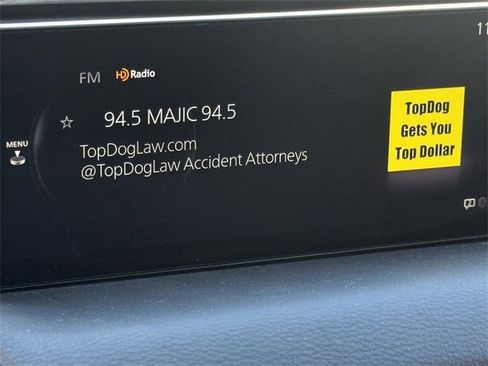 11
FM HD Radio
94.5 MAJIC 94.5
MENU
TopDogLaw.com
@TopDogLaw Accident Attorneys
TopDog
Gets You
Top Dollar